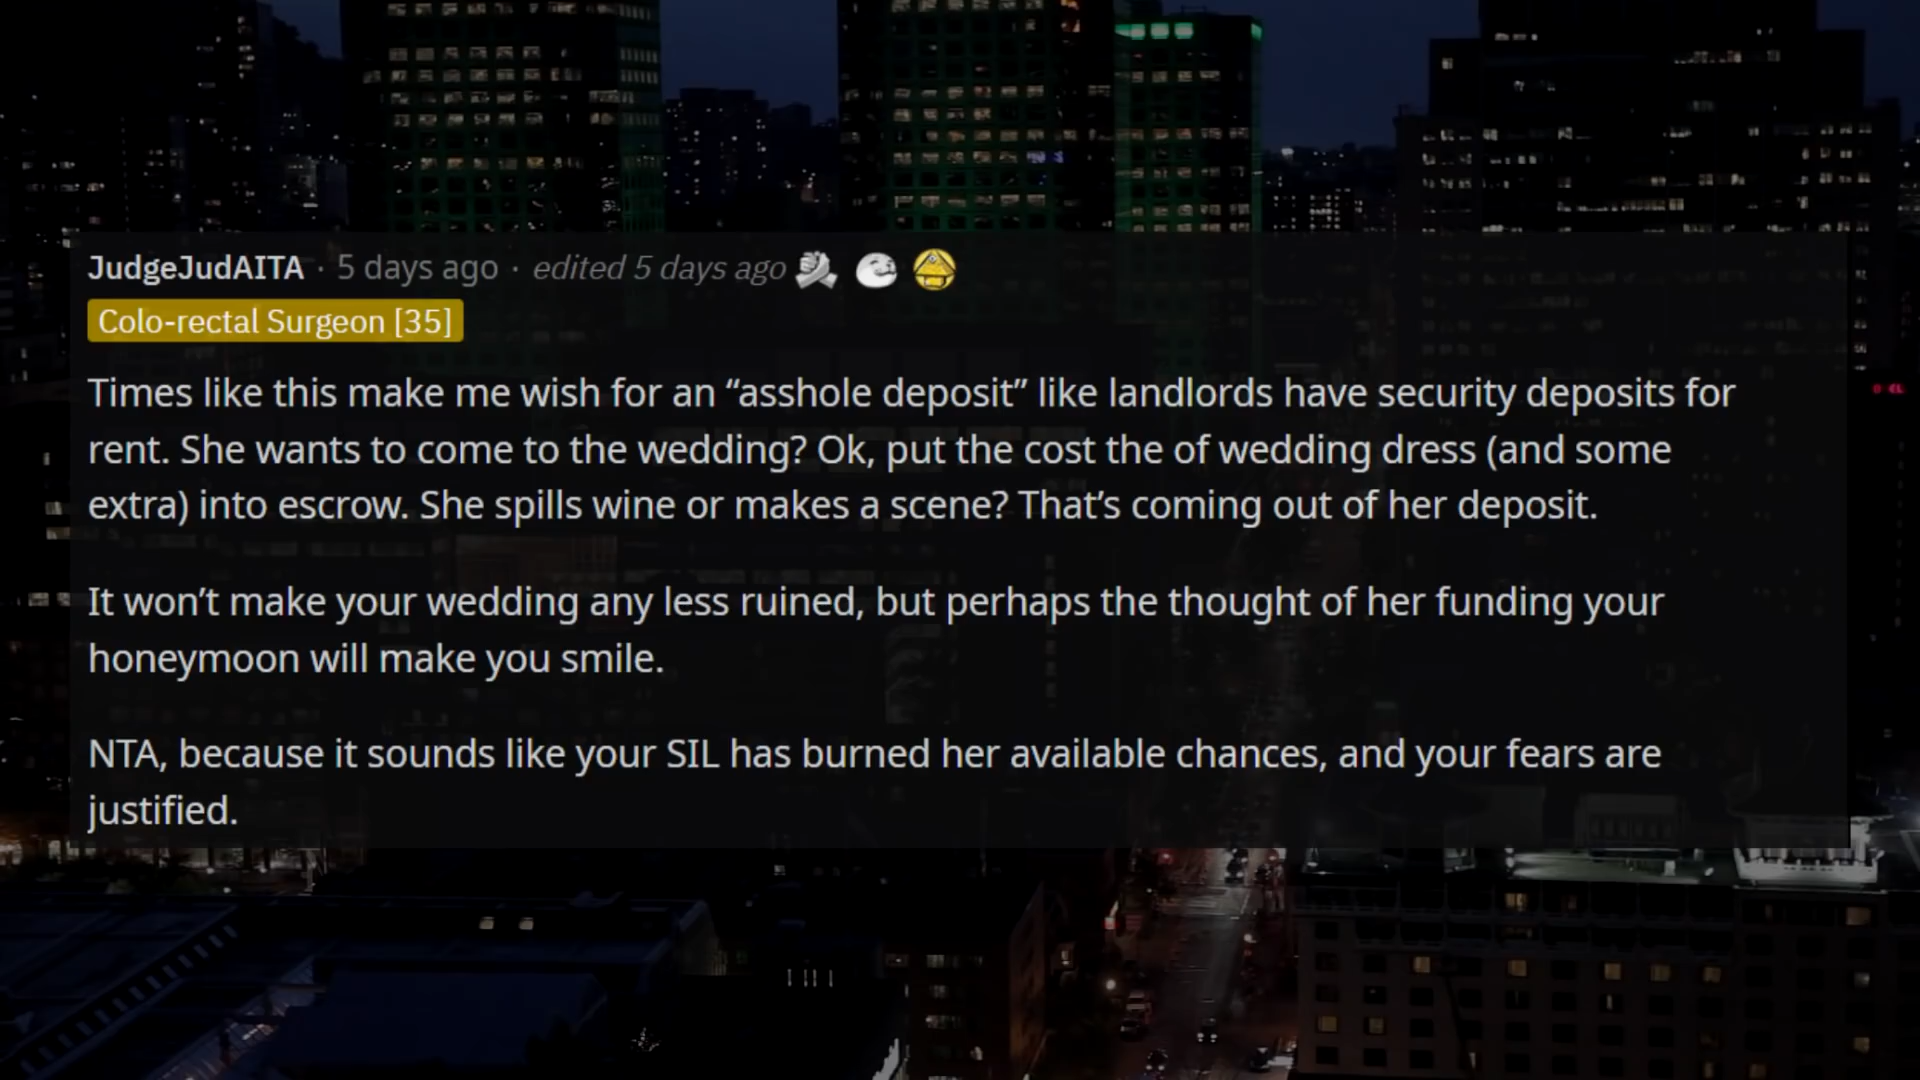 JudgeJudAITA · 5 days ago · edited 5 days ago
Colo-rectal Surgeon [35]
Times like this make me wish for an “asshole deposit” like landlords have security deposits for
rent. She wants to come to the wedding? Ok, put the cost the of wedding dress (and some
extra) into escrow. She spills wine or makes a scene? That’s coming out of her deposit.
It won’t make your wedding any less ruined, but perhaps the thought of her funding your
honeymoon will make you smile.
NTA, because it sounds like your SIL has burned her available chances, and your fears are
justified.